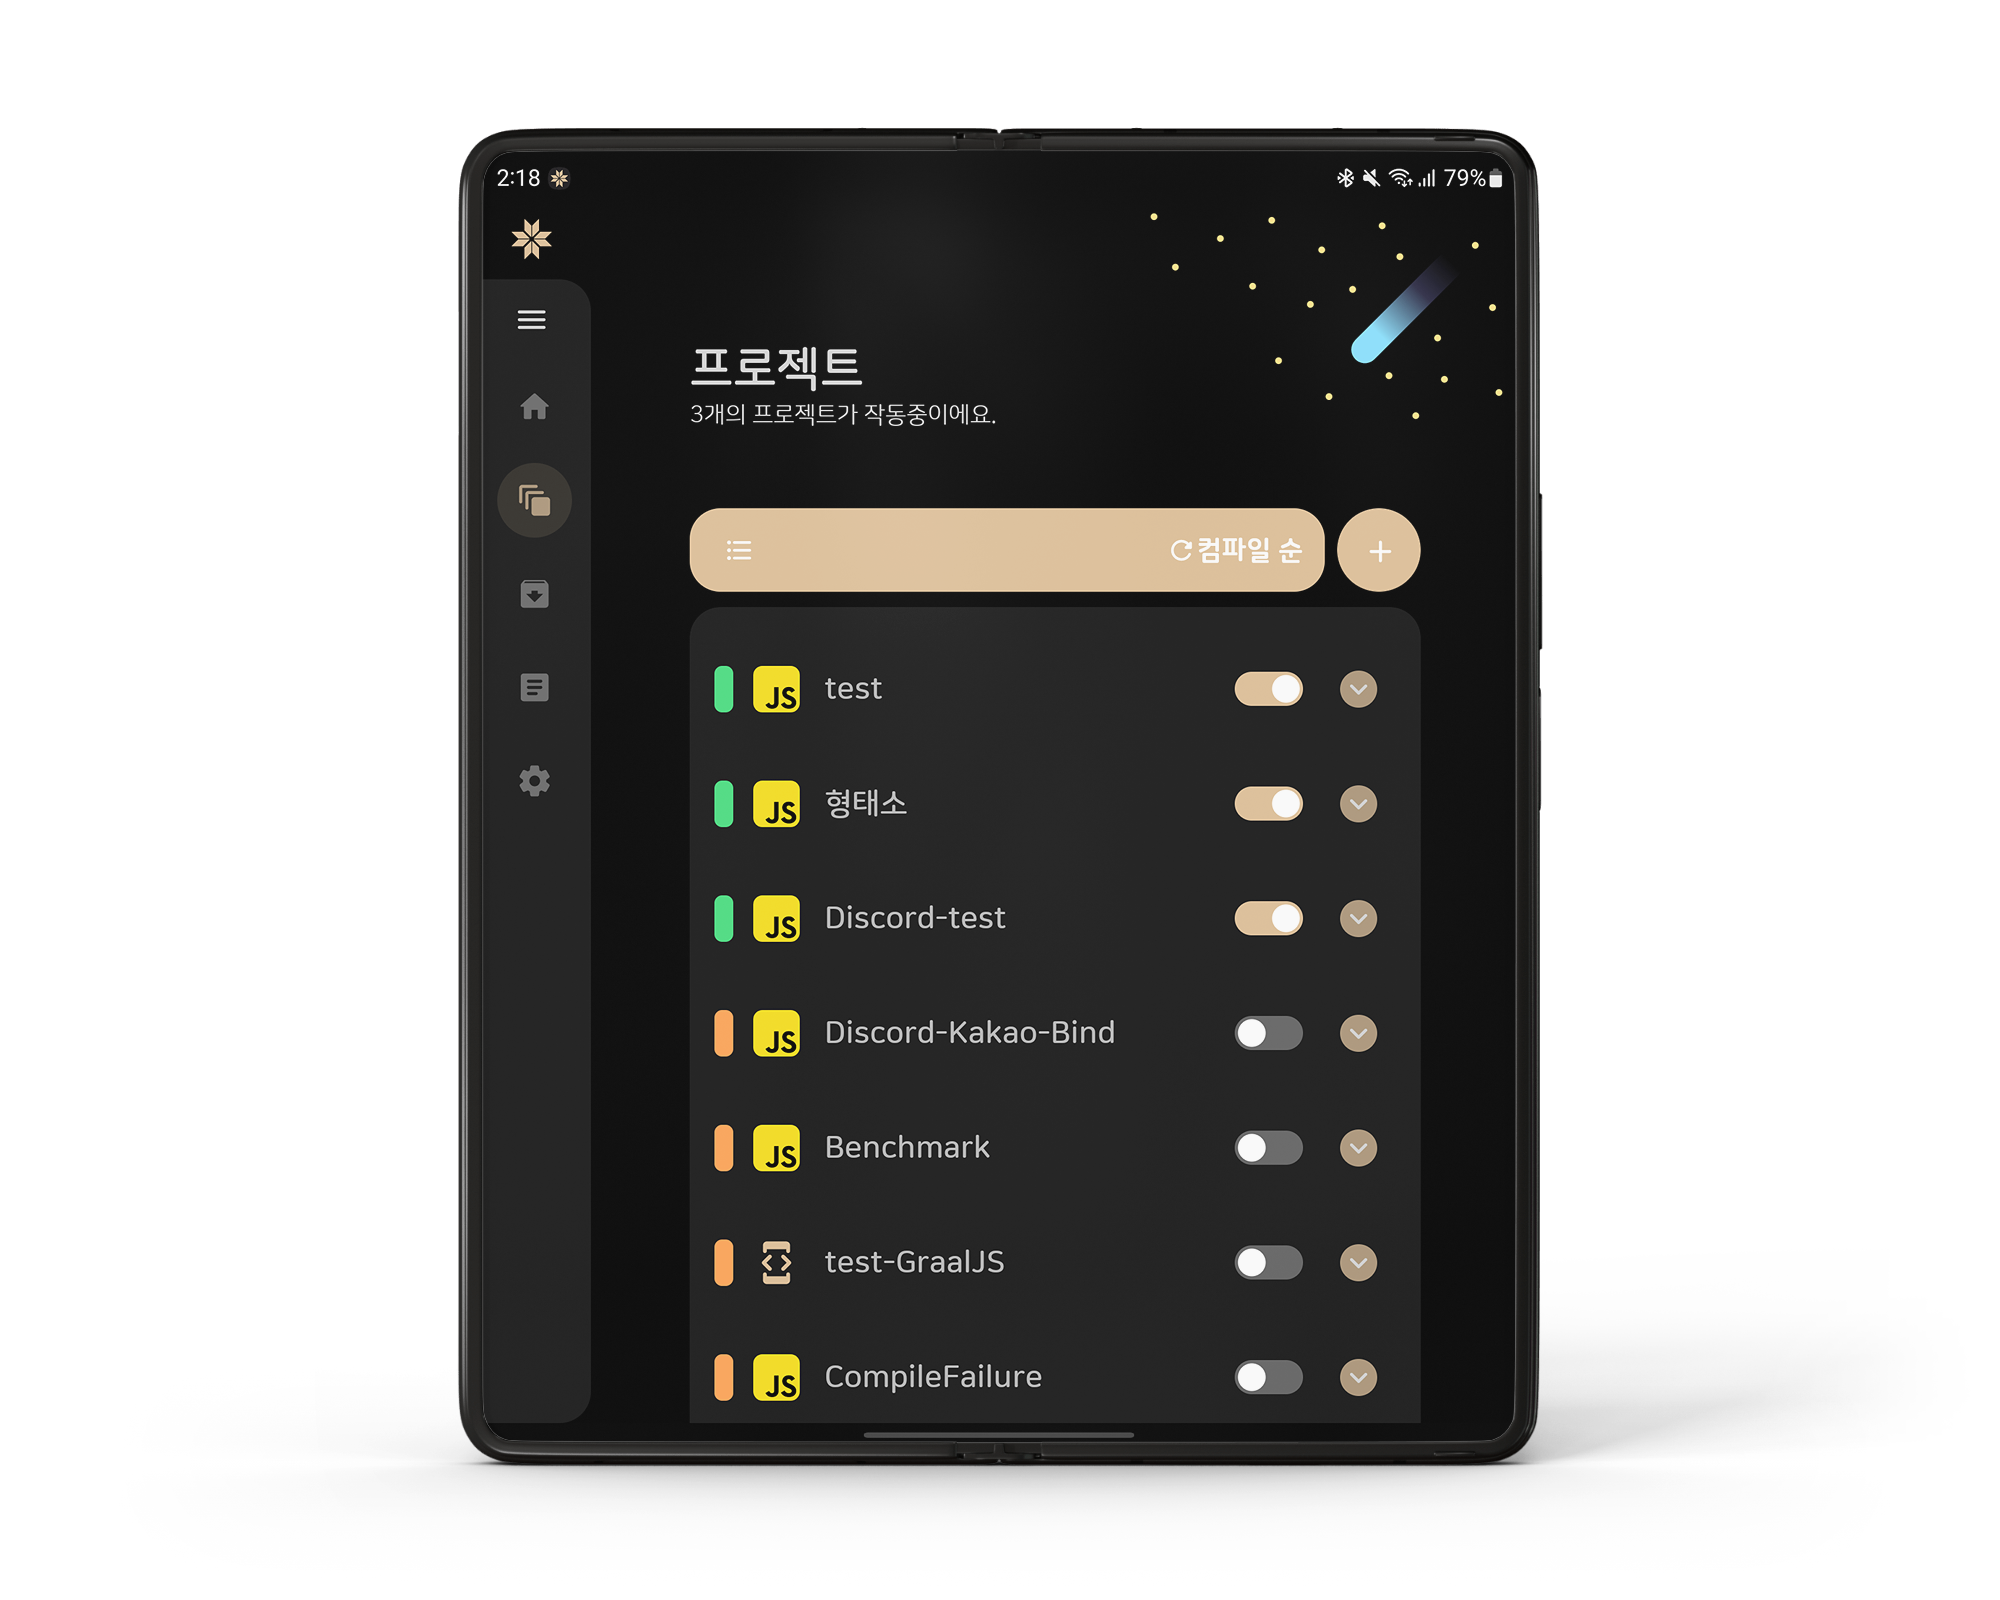 2:18
79%
프로젝트
3개의 프로젝트가 작동중이에요.
컴파일 순
JS test
JS 형태소
JS Discord-test
JS Discord-Kakao-Bind
JS Benchmark
test-GraalJS
JS CompileFailure